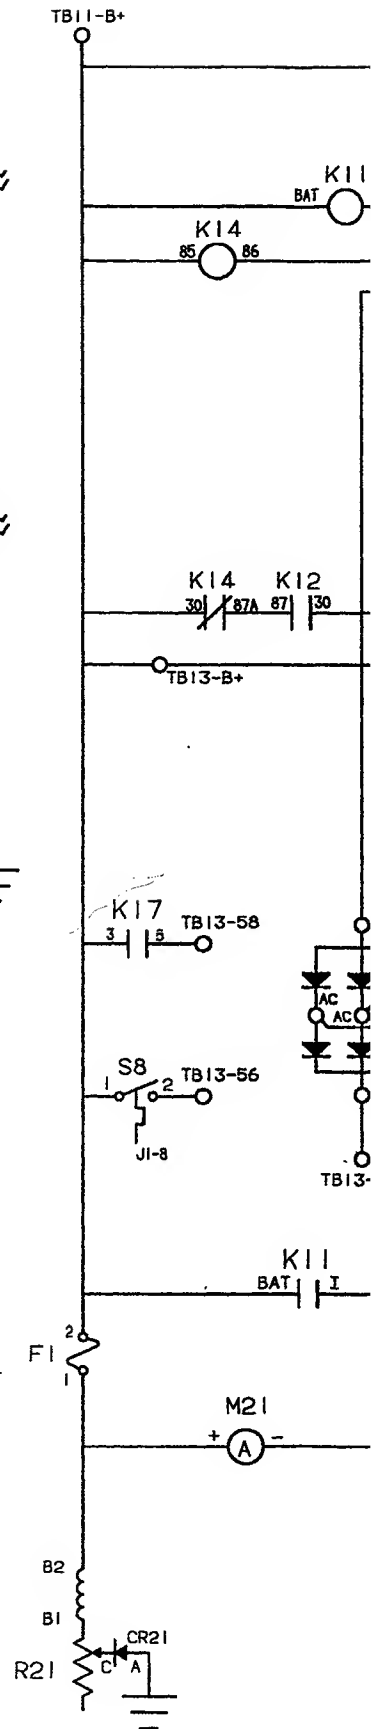 TB11-B+
K11
BAT
K14
85 86
K14 K12
30 87A 87 30
TB13-B+
K17
3 5 TB13-58
AC
AC
S8
1 2 TB13-56
J1-8
TB13-
K11
BAT I
2
F1
1
M21
+ A -
B2
B1
CR21
R21 C A